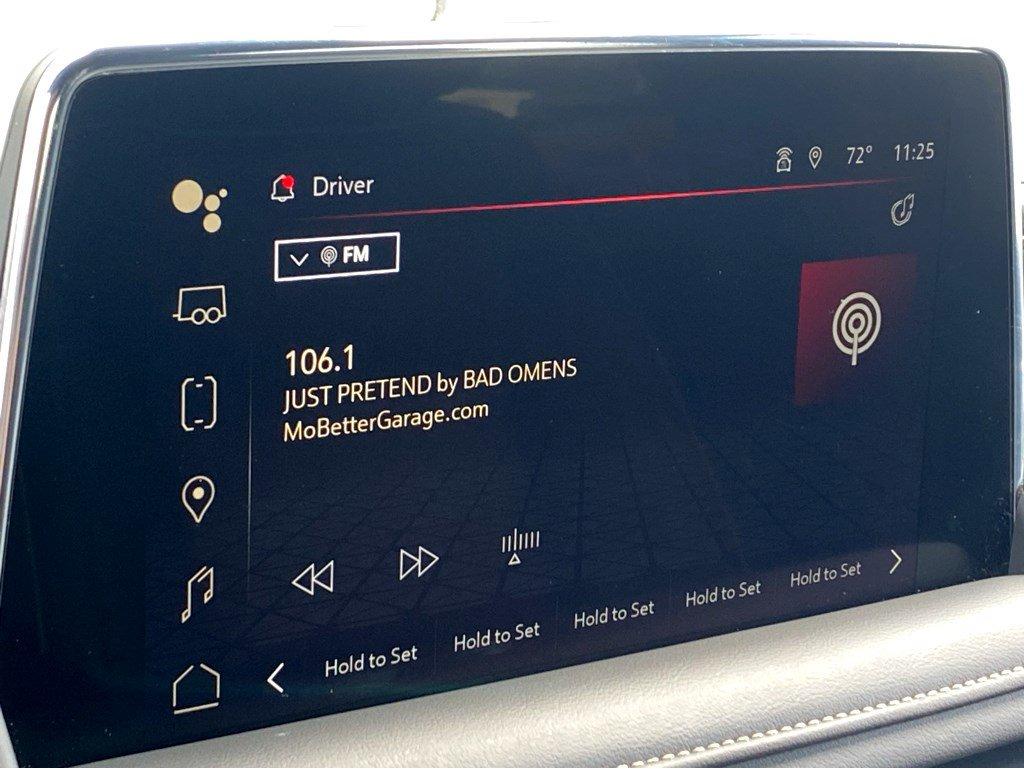 Driver
72° 11:25
FM
106.1
JUST PRETEND by BAD OMENS
MoBetterGarage.com
Hold to Set Hold to Set Hold to Set Hold to Set Hold to Set